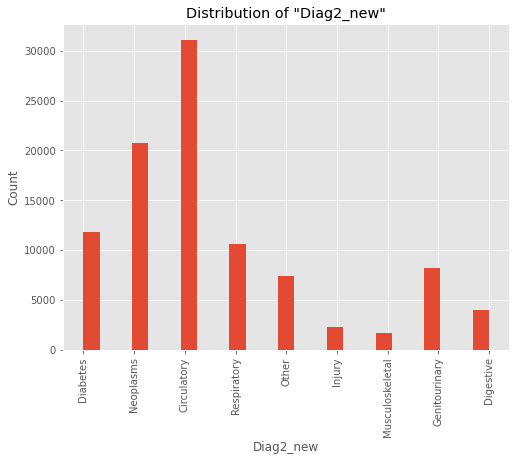 Distribution of "Diag2_new"
30000
25000
20000
15000
10000
5000
0
Count
Diabetes
Neoplasms
Circulatory
Respiratory
Other
Injury
Musculoskeletal
Genitourinary
Digestive
Diag2_new